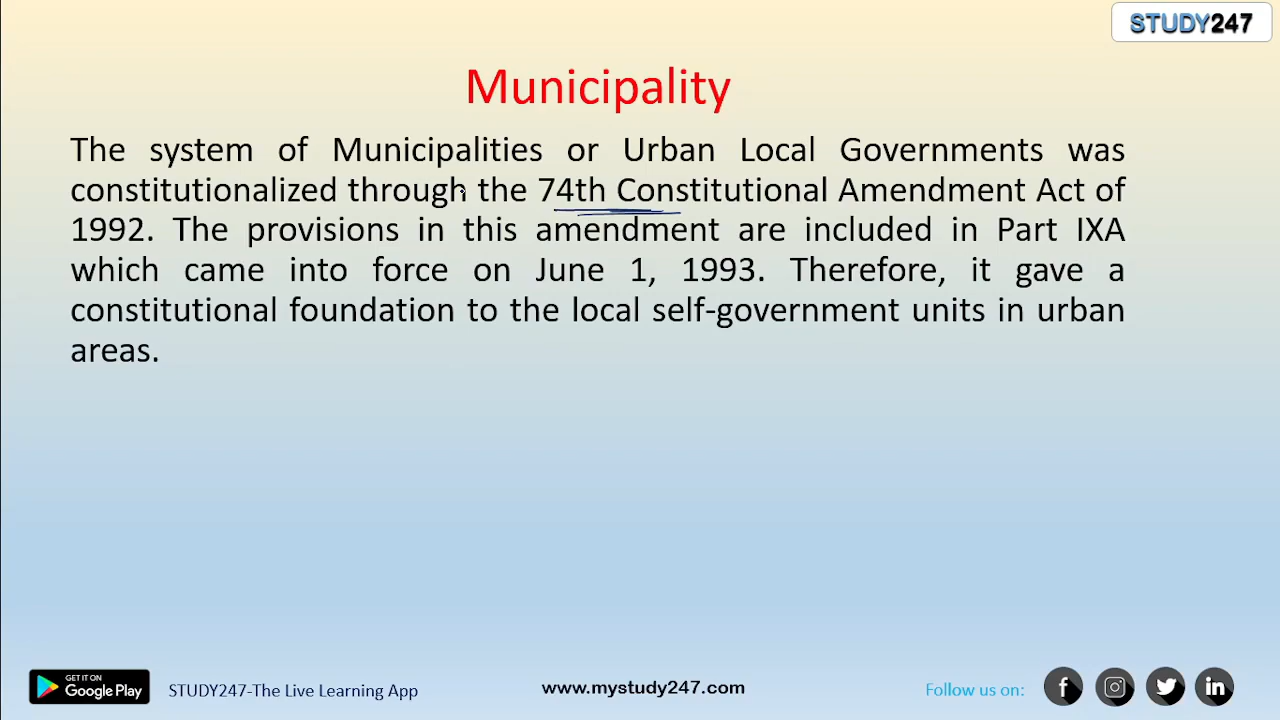 STUDY247
Municipality
The system of Municipalities or Urban Local Governments was
constitutionalized through the 74th Constitutional Amendment Act of
1992. The provisions in this amendment are included in Part IXA
which came into force on June 1, 1993. Therefore, it gave a
constitutional foundation to the local self-government units in urban
areas.
GET IT ON
Google Play
STUDY247-The Live Learning App
www.mystudy247.com
Follow us on: